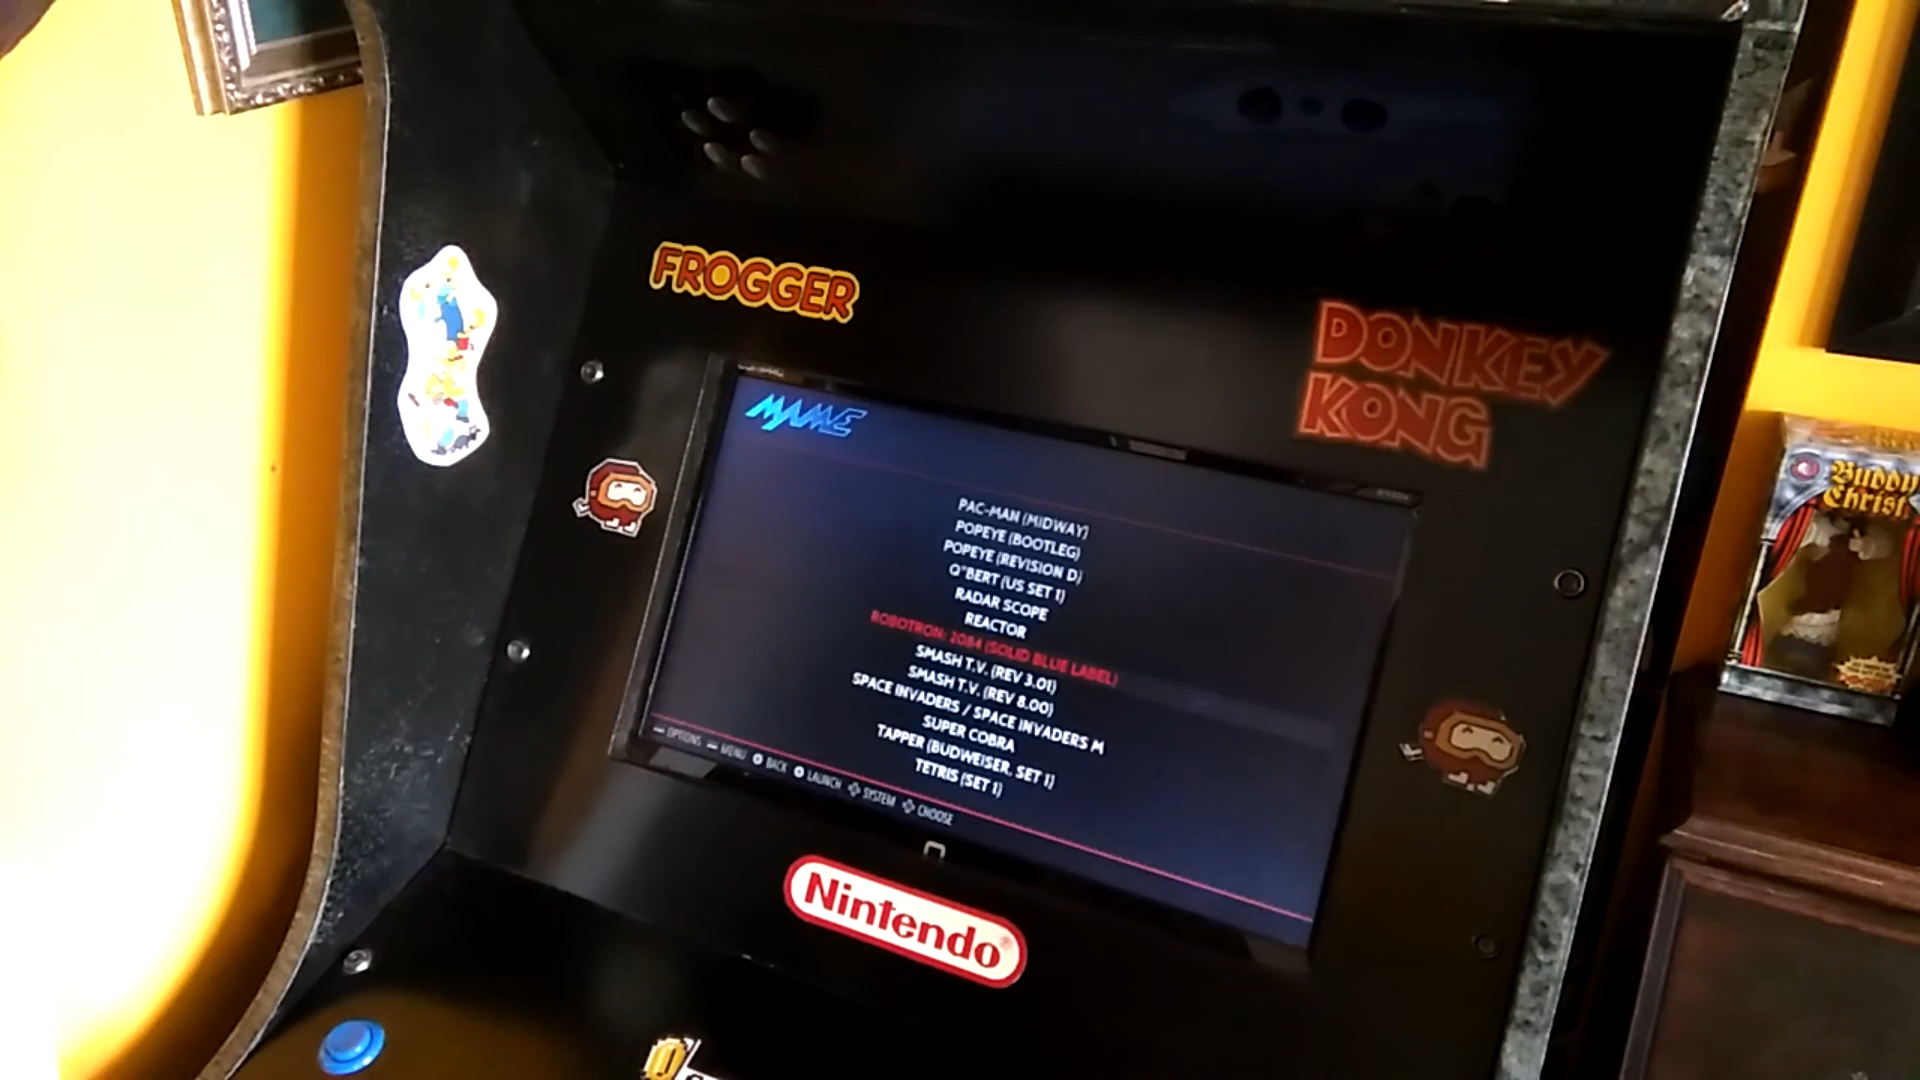 FROGGER
DONKEY
KONG
MAME
PAC-MAN (MIDWAY)
POPEYE (BOOTLEG)
POPEYE (REVISION D)
Q*BERT (US SET 1)
RADAR SCOPE
REACTOR
ROBOTRON: 2084 (SOLID BLUE LABEL)
SMASH T.V. (REV 3.01)
SMASH T.V. (REV 8.00)
SPACE INVADERS / SPACE INVADERS M
SUPER COBRA
TAPPER (BUDWEISER, SET 1)
TETRIS (SET 1)
OPTIONS MENU BACK LAUNCH SYSTEM CHOOSE
Nintendo®
Buddy
Christ